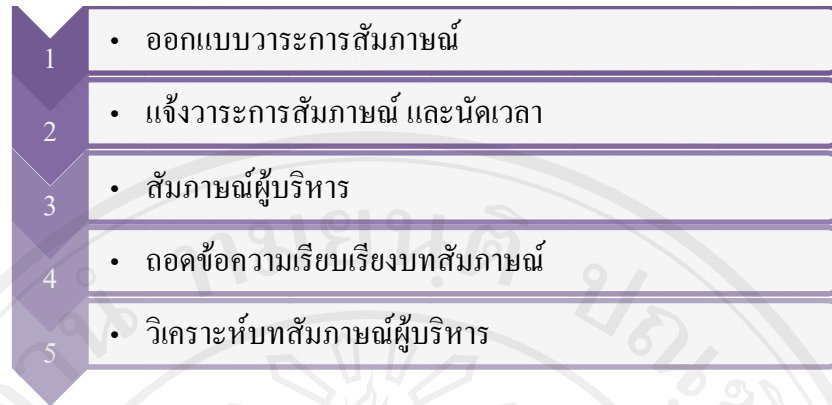 1
• ออกแบบวาระการสัมภาษณ์
2
• แจ้งวาระการสัมภาษณ์ และนัดเวลา
3
• สัมภาษณ์ผู้บริหาร
4
• ถอดข้อความเรียบเรียงบทสัมภาษณ์
5
• วิเคราะห์บทสัมภาษณ์ผู้บริหาร